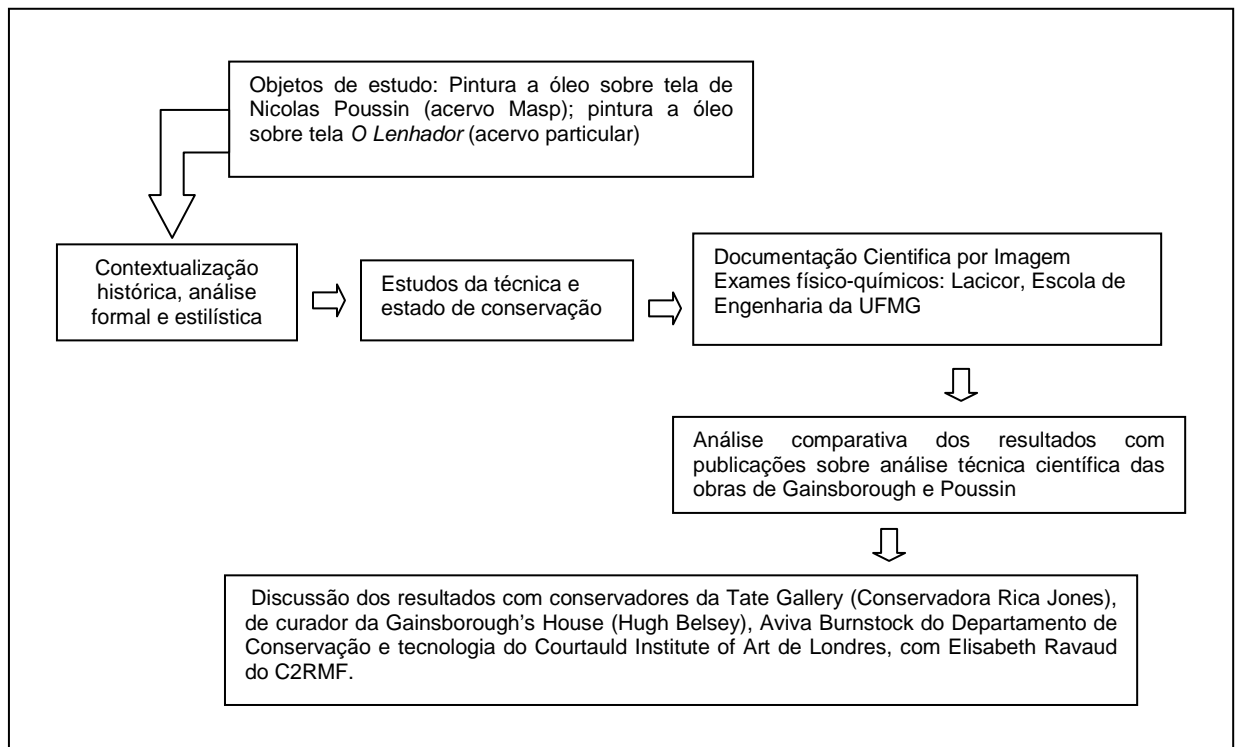 Objetos de estudo: Pintura a óleo sobre tela de
Nicolas Poussin (acervo Masp); pintura a óleo
sobre tela O Lenhador (acervo particular)
Contextualização
histórica, análise
formal e estilística
Estudos da técnica e
estado de conservação
Documentação Cientifica por Imagem
Exames físico-químicos: Lacicor, Escola de
Engenharia da UFMG
Análise comparativa dos resultados com
publicações sobre análise técnica científica das
obras de Gainsborough e Poussin
Discussão dos resultados com conservadores da Tate Gallery (Conservadora Rica Jones),
de curador da Gainsborough’s House (Hugh Belsey), Aviva Burnstock do Departamento de
Conservação e tecnologia do Courtauld Institute of Art de Londres, com Elisabeth Ravaud
do C2RMF.